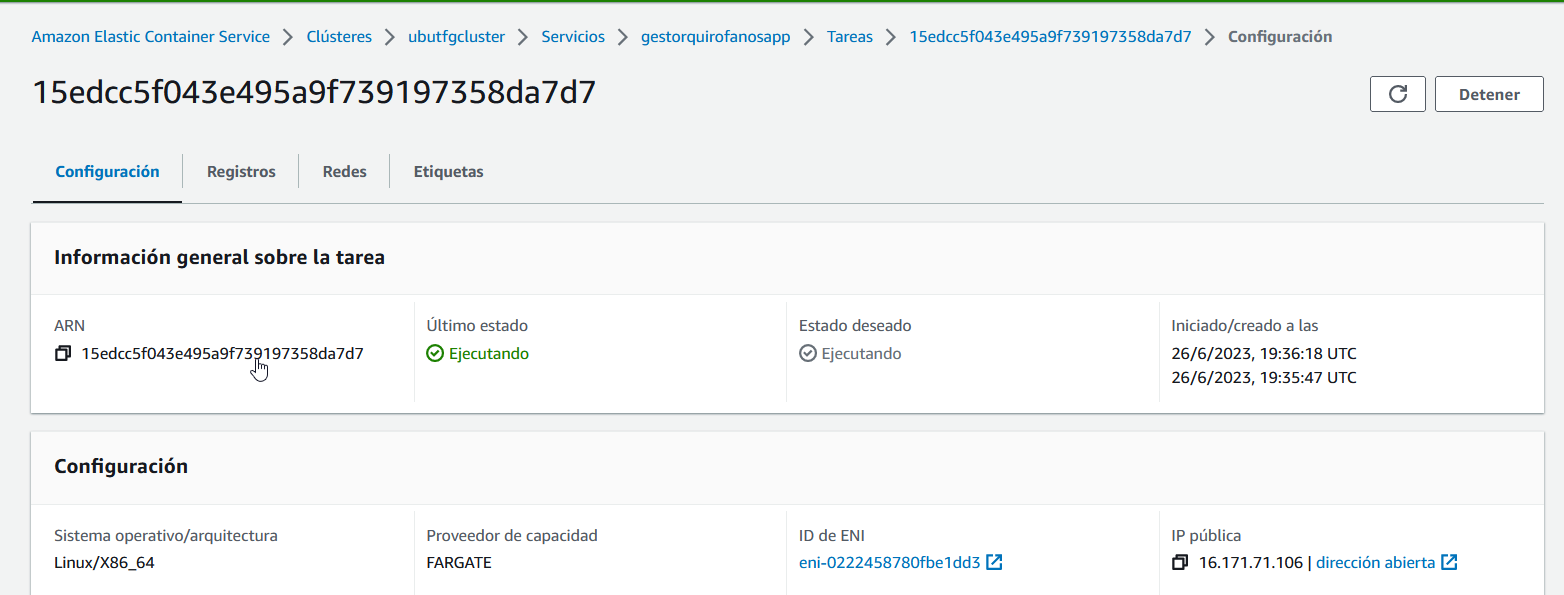 Amazon Elastic Container Service > Clústeres > ubutfgcluster > Servicios > gestorquirofanosapp > Tareas > 15edcc5f043e495a9f739197358da7d7 > Configuración
15edcc5f043e495a9f739197358da7d7
Detener
Configuración Registros Redes Etiquetas
Información general sobre la tarea
ARN
15edcc5f043e495a9f739197358da7d7
Último estado
Ejecutando
Estado deseado
Ejecutando
Iniciado/creado a las
26/6/2023, 19:36:18 UTC
26/6/2023, 19:35:47 UTC
Configuración
Sistema operativo/arquitectura
Linux/X86_64
Proveedor de capacidad
FARGATE
ID de ENI
eni-0222458780fbe1dd3
IP pública
16.171.71.106 | dirección abierta